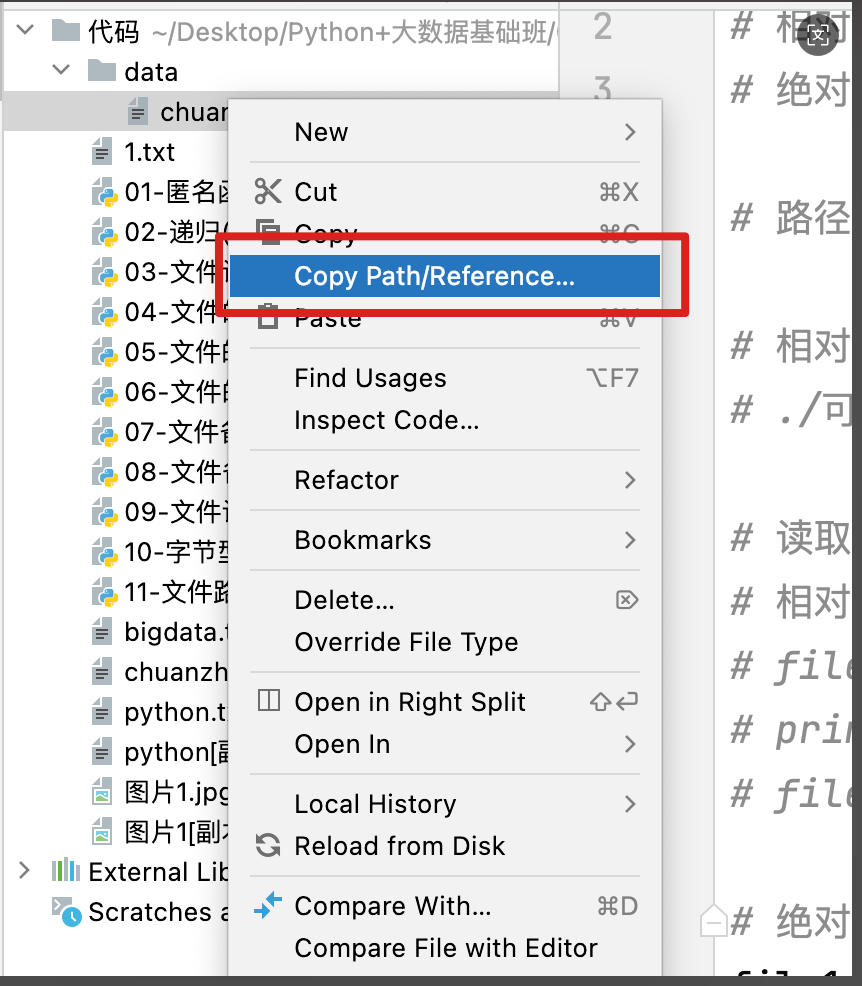 代码 ~/Desktop/Python+大数据基础班/
data
chuan
1.txt
01-匿名函
02-递归(
03-文件
04-文件的
05-文件的
06-文件的
07-文件备
08-文件备
09-文件
10-字节型
11-文件路
bigdata.t
chuanzh
python.t
python[副
图片1.jpg
图片1[副本
External Lib
Scratches a
New
Cut ⌘X
Copy ⌘C
Copy Path/Reference...
Paste ⌘V
Find Usages ⌥F7
Inspect Code...
Refactor
Bookmarks
Delete...
Override File Type
Open in Right Split ⇧↩
Open In
Local History
Reload from Disk
Compare With... ⌘D
Compare File with Editor
2 # 相对
3 # 绝对
# 路径
# 相对
# ./可
# 读取
# 相对
# file
# prin
# file
# 绝对